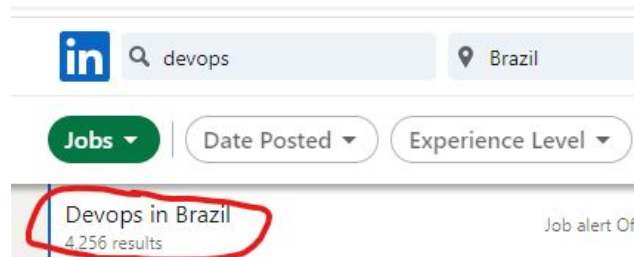 in devops Brazil
Jobs Date Posted Experience Level
Devops in Brazil
Job alert Of
4.256 results